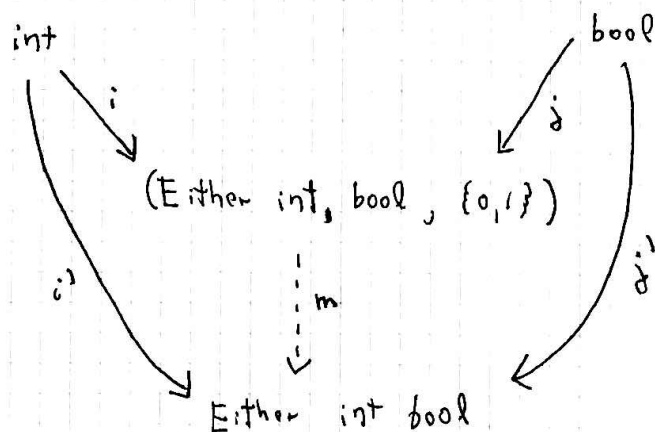 int bool
i j
(Either int, bool, {0,1})
i' m j'
Either int bool